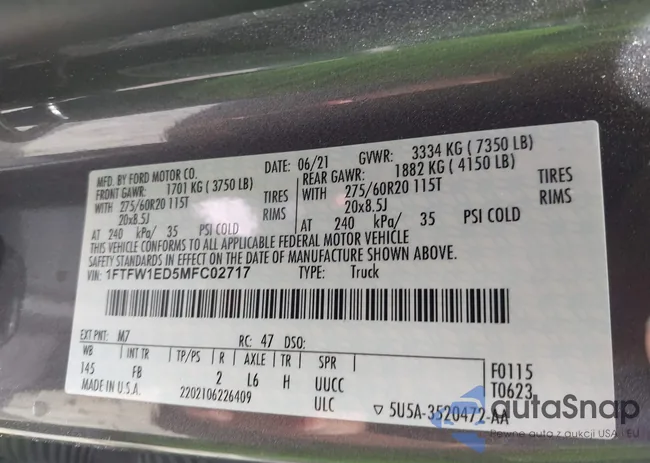 MFD. BY FORD MOTOR CO.
DATE: 06/21 GVWR: 3334 KG ( 7350 LB)
FRONT GAWR: 1701 KG ( 3750 LB) REAR GAWR: 1882 KG ( 4150 LB)
WITH 275/60R20 115T TIRES WITH 275/60R20 115T TIRES
20x8.5J RIMS 20x8.5J RIMS
AT 240 kPa/ 35 PSI COLD AT 240 kPa/ 35 PSI COLD
THIS VEHICLE CONFORMS TO ALL APPLICABLE FEDERAL MOTOR VEHICLE
SAFETY STANDARDS IN EFFECT ON THE DATE OF MANUFACTURE SHOWN ABOVE.
VIN: 1FTFW1ED5MFC02717 TYPE: Truck
EXT PNT: M7 RC: 47 DSO:
WB INT TR TP/PS R AXLE TR SPR
145 FB 2 L6 H UUCC F0115
MADE IN U.S.A. 2202106226409 ULC T0623
▽ 5U5A-3520472-AA
autoSnap
Pewne auta z aukcji USA i EU